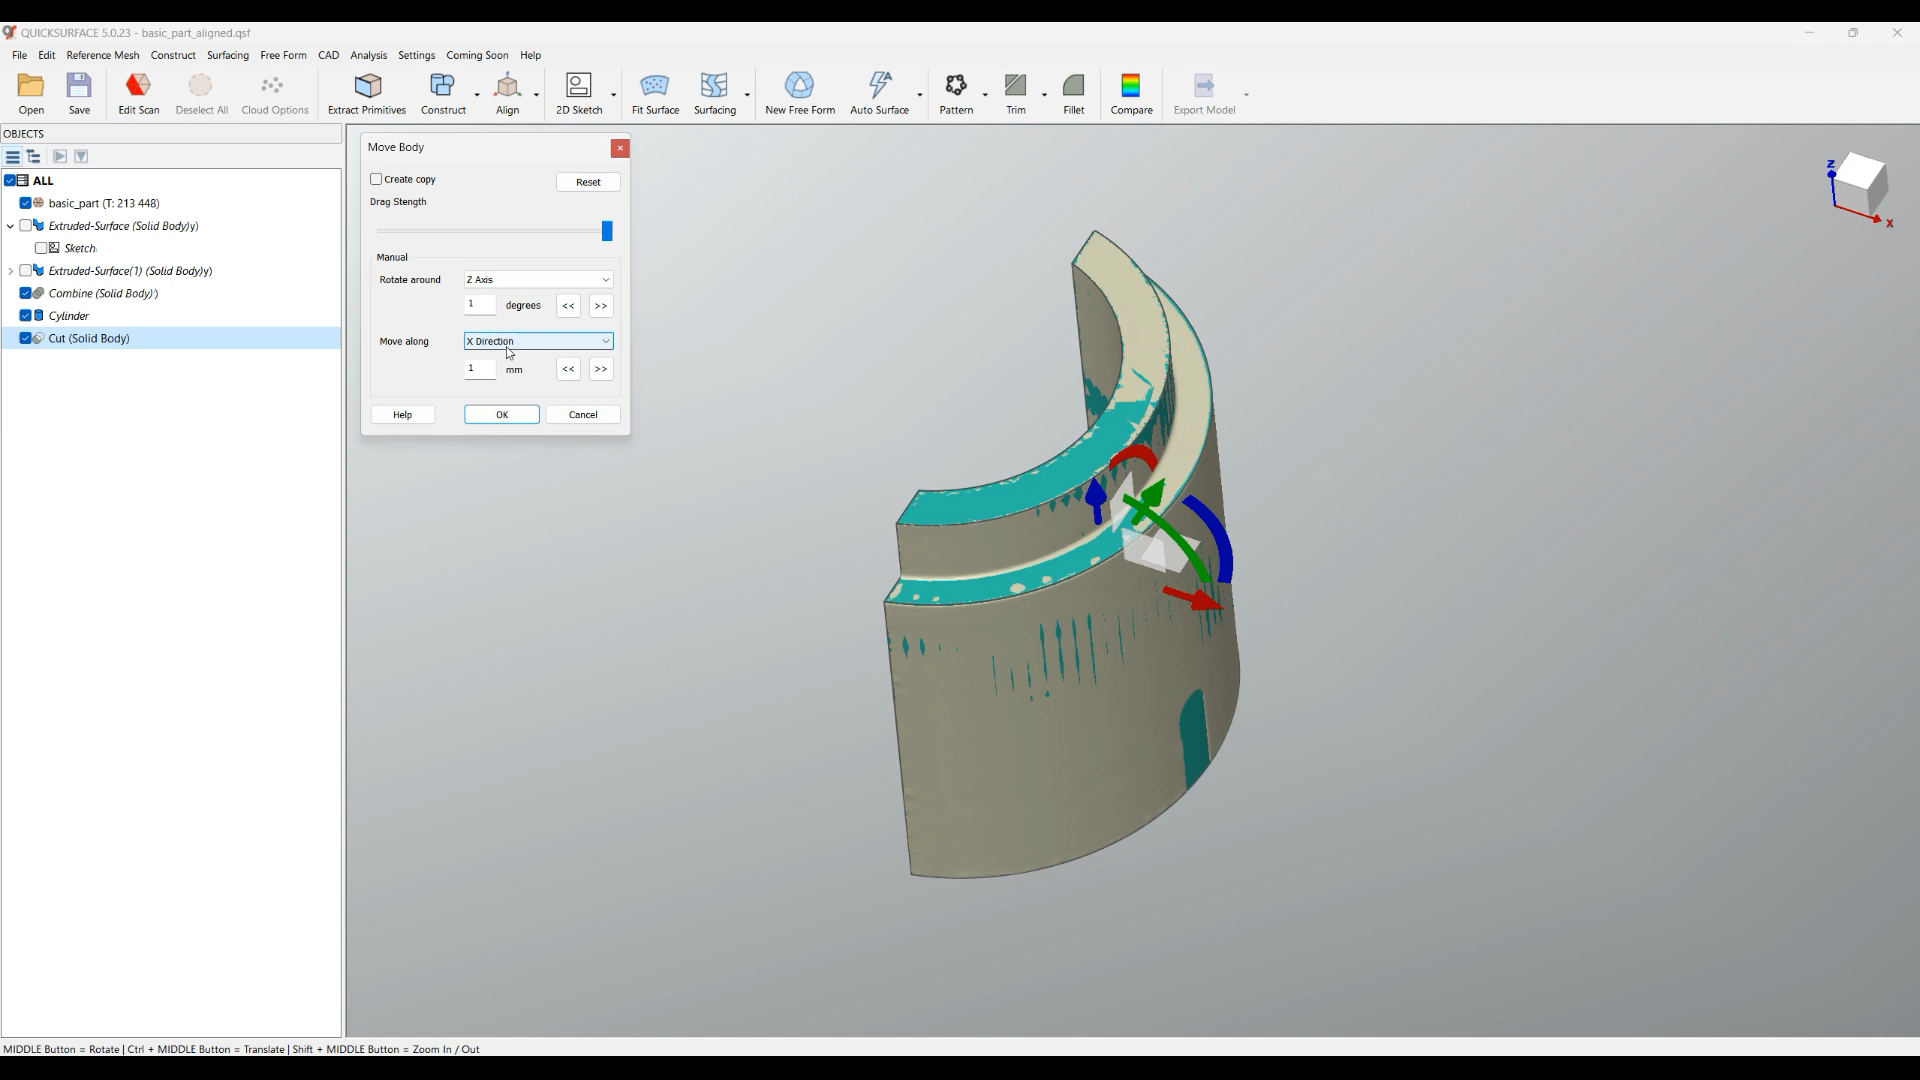 QUICKSURFACE 5.0.23 - basic_part_aligned.qsf
File Edit Reference Mesh Construct Surfacing Free Form CAD Analysis Settings Coming Soon Help
Open Save Edit Scan Deselect All Cloud Options Extract Primitives Construct Align 2D Sketch Fit Surface Surfacing New Free Form Auto Surface Pattern Trim Fillet Compare Export Model
OBJECTS
ALL
basic_part (T: 213 448)
Extruded-Surface (Solid Body)y)
Sketch
Extruded-Surface(1) (Solid Body)y)
Combine (Solid Body)')
Cylinder
Cut (Solid Body)
Move Body
Create copy
Reset
Drag Stength
Manual
Rotate around Z Axis
1 degrees << >>
Move along X Direction
1 mm << >>
Help OK Cancel
Z
X
MIDDLE Button = Rotate | Ctrl + MIDDLE Button = Translate | Shift + MIDDLE Button = Zoom In / Out